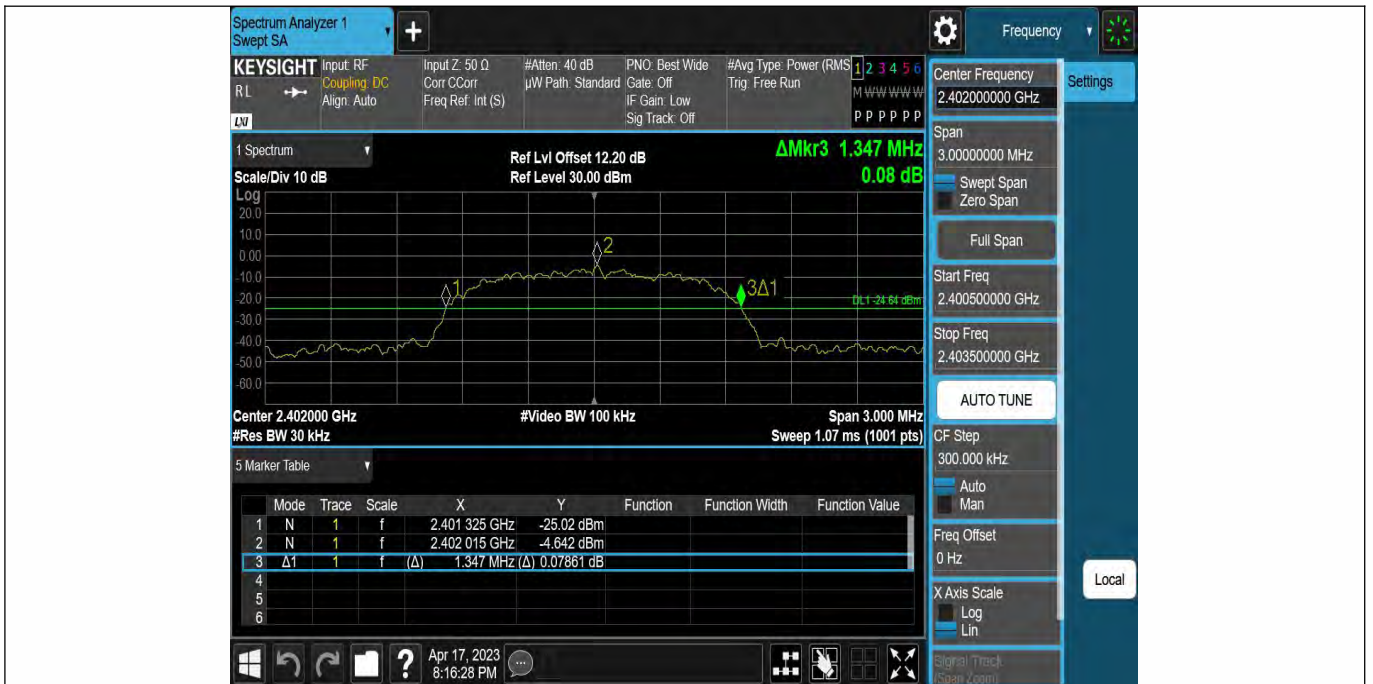 Spectrum Analyzer 1
Swept SA
Frequency
KEYSIGHT
RL
LXI
Input: RF
Coupling: DC
Align: Auto
Input Z: 50 Ω
Corr CCorr
Freq Ref: Int (S)
#Atten: 40 dB
µW Path: Standard
PNO: Best Wide
Gate: Off
IF Gain: Low
Sig Track: Off
#Avg Type: Power (RMS
Trig: Free Run
1 2 3 4 5 6
M W W W W W
P P P P P P
1 Spectrum
Scale/Div 10 dB
Ref Lvl Offset 12.20 dB
Ref Level 30.00 dBm
ΔMkr3 1.347 MHz
0.08 dB
Log
20.0
10.0
0.00
-10.0
-20.0
-30.0
-40.0
-50.0
-60.0
1
2
3Δ1
DL1 -24.64 dBm
Center 2.402000 GHz
#Video BW 100 kHz
Span 3.000 MHz
#Res BW 30 kHz
Sweep 1.07 ms (1001 pts)
5 Marker Table
Mode Trace Scale X Y Function Function Width Function Value
1 N 1 f 2.401 325 GHz -25.02 dBm
2 N 1 f 2.402 015 GHz -4.642 dBm
3 Δ1 1 f (Δ) 1.347 MHz (Δ) 0.07861 dB
4
5
6
Apr 17, 2023
8:16:28 PM
Center Frequency
2.402000000 GHz
Settings
Span
3.00000000 MHz
Swept Span
Zero Span
Full Span
Start Freq
2.400500000 GHz
Stop Freq
2.403500000 GHz
AUTO TUNE
CF Step
300.000 kHz
Auto
Man
Freq Offset
0 Hz
X Axis Scale
Log
Lin
Signal Track
(Span Zoom)
Local